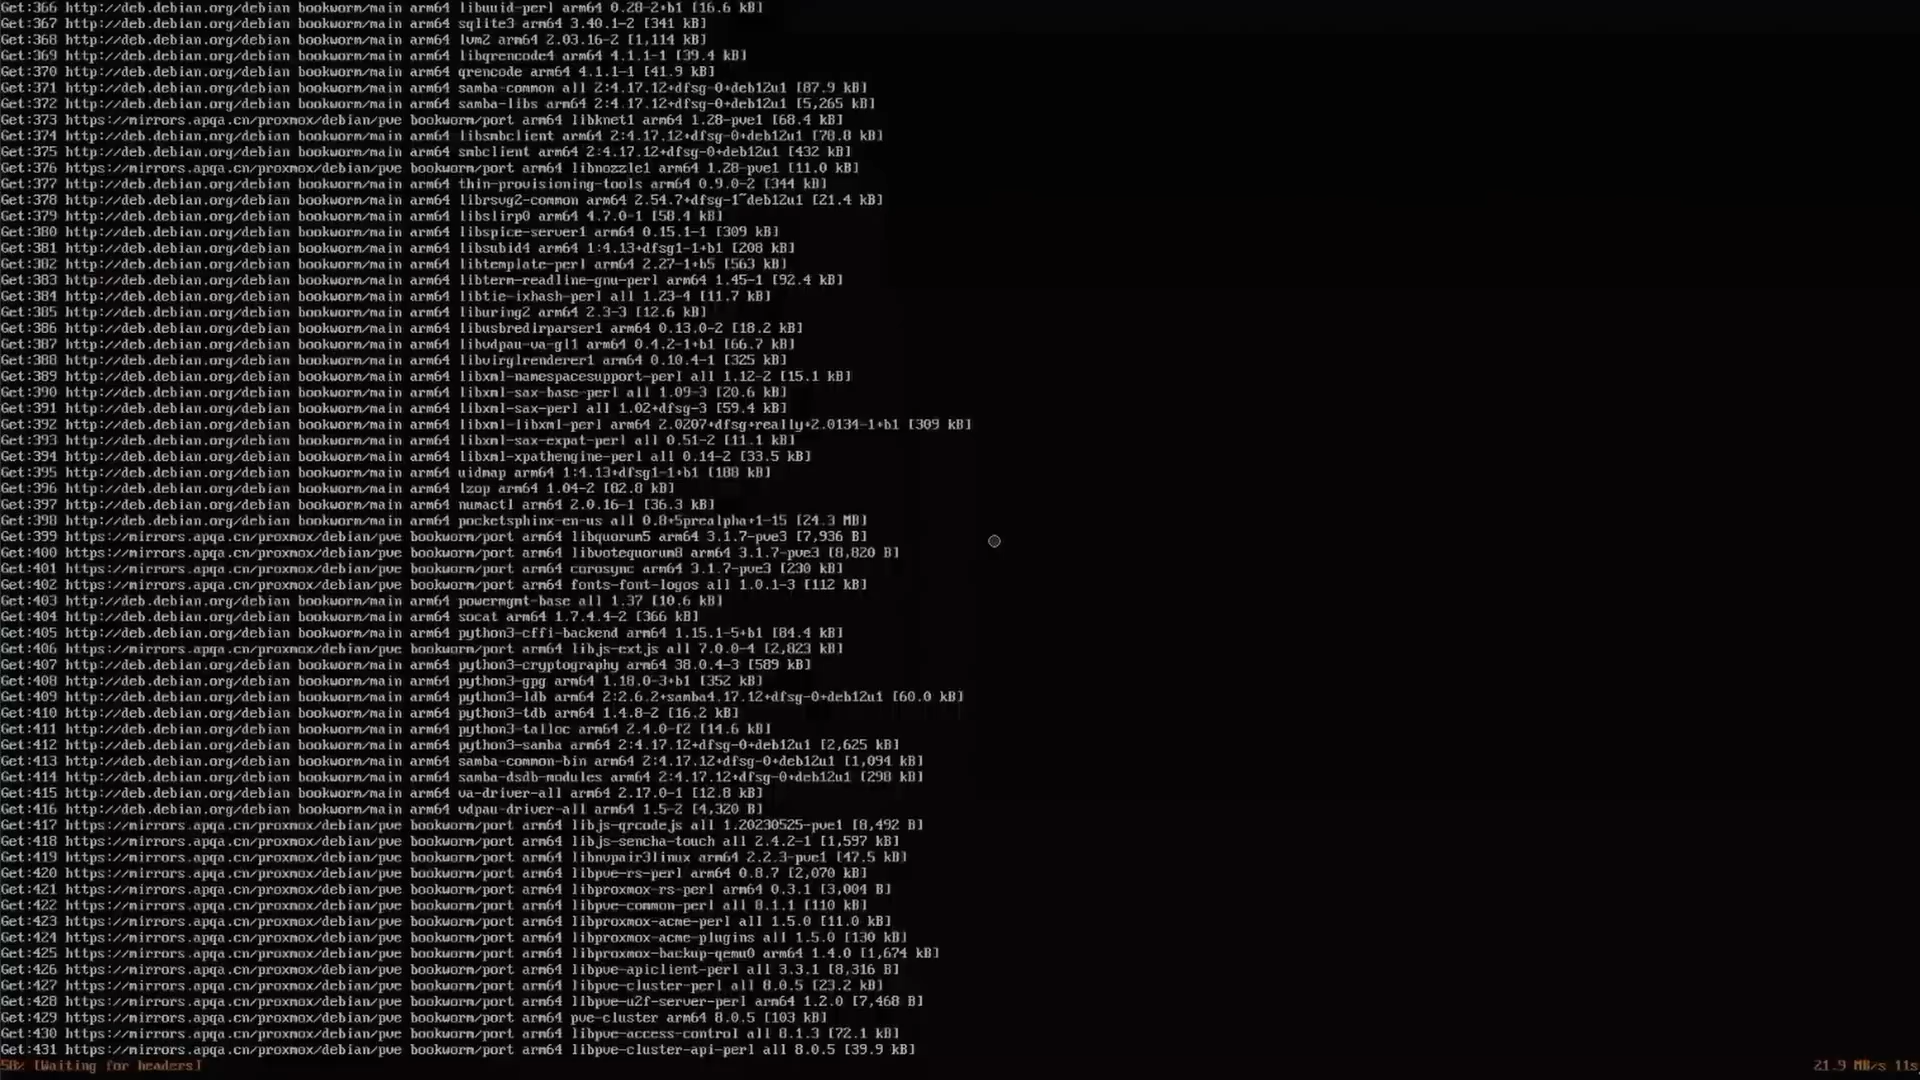 Get:366 http://deb.debian.org/debian bookworm/main arm64 libuuid-perl arm64 0.28-2+b1 [16.6 kB]
Get:367 http://deb.debian.org/debian bookworm/main arm64 sqlite3 arm64 3.40.1-2 [341 kB]
Get:368 http://deb.debian.org/debian bookworm/main arm64 lvm2 arm64 2.03.16-2 [1,114 kB]
Get:369 http://deb.debian.org/debian bookworm/main arm64 libqrencode4 arm64 4.1.1-1 [39.4 kB]
Get:370 http://deb.debian.org/debian bookworm/main arm64 qrencode arm64 4.1.1-1 [41.9 kB]
Get:371 http://deb.debian.org/debian bookworm/main arm64 samba-common all 2:4.17.12+dfsg-0+deb12u1 [87.9 kB]
Get:372 http://deb.debian.org/debian bookworm/main arm64 samba-libs arm64 2:4.17.12+dfsg-0+deb12u1 [5,265 kB]
Get:373 https://mirrors.apqa.cn/proxmox/debian/pve bookworm/port arm64 libknet1 arm64 1.28-pve1 [68.4 kB]
Get:374 http://deb.debian.org/debian bookworm/main arm64 libsmbclient arm64 2:4.17.12+dfsg-0+deb12u1 [78.8 kB]
Get:375 http://deb.debian.org/debian bookworm/main arm64 smbclient arm64 2:4.17.12+dfsg-0+deb12u1 [432 kB]
Get:376 https://mirrors.apqa.cn/proxmox/debian/pve bookworm/port arm64 libnozzle1 arm64 1.28-pve1 [11.0 kB]
Get:377 http://deb.debian.org/debian bookworm/main arm64 thin-provisioning-tools arm64 0.9.0-2 [344 kB]
Get:378 http://deb.debian.org/debian bookworm/main arm64 librsvg2-common arm64 2.54.7+dfsg-1~deb12u1 [21.4 kB]
Get:379 http://deb.debian.org/debian bookworm/main arm64 libslirp0 arm64 4.7.0-1 [58.4 kB]
Get:380 http://deb.debian.org/debian bookworm/main arm64 libspice-server1 arm64 0.15.1-1 [309 kB]
Get:381 http://deb.debian.org/debian bookworm/main arm64 libsubid4 arm64 1:4.13+dfsg1-1+b1 [208 kB]
Get:382 http://deb.debian.org/debian bookworm/main arm64 libtemplate-perl arm64 2.27-1+b5 [563 kB]
Get:383 http://deb.debian.org/debian bookworm/main arm64 libterm-readline-gnu-perl arm64 1.45-1 [92.4 kB]
Get:384 http://deb.debian.org/debian bookworm/main arm64 libtie-ixhash-perl all 1.23-4 [11.7 kB]
Get:385 http://deb.debian.org/debian bookworm/main arm64 liburing2 arm64 2.3-3 [12.6 kB]
Get:386 http://deb.debian.org/debian bookworm/main arm64 libusbredirparser1 arm64 0.13.0-2 [18.2 kB]
Get:387 http://deb.debian.org/debian bookworm/main arm64 libvdpau-va-gl1 arm64 0.4.2-1+b1 [66.7 kB]
Get:388 http://deb.debian.org/debian bookworm/main arm64 libvirglrenderer1 arm64 0.10.4-1 [325 kB]
Get:389 http://deb.debian.org/debian bookworm/main arm64 libxml-namespacesupport-perl all 1.12-2 [15.1 kB]
Get:390 http://deb.debian.org/debian bookworm/main arm64 libxml-sax-base-perl all 1.09-3 [20.6 kB]
Get:391 http://deb.debian.org/debian bookworm/main arm64 libxml-sax-perl all 1.02+dfsg-3 [59.4 kB]
Get:392 http://deb.debian.org/debian bookworm/main arm64 libxml-libxml-perl arm64 2.0207+dfsg+really+2.0134-1+b1 [309 kB]
Get:393 http://deb.debian.org/debian bookworm/main arm64 libxml-sax-expat-perl all 0.51-2 [11.1 kB]
Get:394 http://deb.debian.org/debian bookworm/main arm64 libxml-xpathengine-perl all 0.14-2 [33.5 kB]
Get:395 http://deb.debian.org/debian bookworm/main arm64 uidmap arm64 1:4.13+dfsg1-1+b1 [188 kB]
Get:396 http://deb.debian.org/debian bookworm/main arm64 lzop arm64 1.04-2 [82.8 kB]
Get:397 http://deb.debian.org/debian bookworm/main arm64 numactl arm64 2.0.16-1 [36.3 kB]
Get:398 http://deb.debian.org/debian bookworm/main arm64 pocketsphinx-en-us all 0.8+5prealpha+1-15 [24.3 MB]
Get:399 https://mirrors.apqa.cn/proxmox/debian/pve bookworm/port arm64 libquorum5 arm64 3.1.7-pve3 [7,936 B]
Get:400 https://mirrors.apqa.cn/proxmox/debian/pve bookworm/port arm64 libvotequorum8 arm64 3.1.7-pve3 [8,820 B]
Get:401 https://mirrors.apqa.cn/proxmox/debian/pve bookworm/port arm64 corosync arm64 3.1.7-pve3 [230 kB]
Get:402 https://mirrors.apqa.cn/proxmox/debian/pve bookworm/port arm64 fonts-font-logos all 1.0.1-3 [112 kB]
Get:403 http://deb.debian.org/debian bookworm/main arm64 powermgmt-base all 1.37 [10.6 kB]
Get:404 http://deb.debian.org/debian bookworm/main arm64 socat arm64 1.7.4.4-2 [366 kB]
Get:405 http://deb.debian.org/debian bookworm/main arm64 python3-cffi-backend arm64 1.15.1-5+b1 [84.4 kB]
Get:406 https://mirrors.apqa.cn/proxmox/debian/pve bookworm/port arm64 libjs-extjs all 7.0.0-4 [2,823 kB]
Get:407 http://deb.debian.org/debian bookworm/main arm64 python3-cryptography arm64 38.0.4-3 [589 kB]
Get:408 http://deb.debian.org/debian bookworm/main arm64 python3-gpg arm64 1.18.0-3+b1 [352 kB]
Get:409 http://deb.debian.org/debian bookworm/main arm64 python3-ldb arm64 2:2.6.2+samba4.17.12+dfsg-0+deb12u1 [60.0 kB]
Get:410 http://deb.debian.org/debian bookworm/main arm64 python3-tdb arm64 1.4.8-2 [16.2 kB]
Get:411 http://deb.debian.org/debian bookworm/main arm64 python3-talloc arm64 2.4.0-f2 [14.6 kB]
Get:412 http://deb.debian.org/debian bookworm/main arm64 python3-samba arm64 2:4.17.12+dfsg-0+deb12u1 [2,625 kB]
Get:413 http://deb.debian.org/debian bookworm/main arm64 samba-common-bin arm64 2:4.17.12+dfsg-0+deb12u1 [1,094 kB]
Get:414 http://deb.debian.org/debian bookworm/main arm64 samba-dsdb-modules arm64 2:4.17.12+dfsg-0+deb12u1 [298 kB]
Get:415 http://deb.debian.org/debian bookworm/main arm64 va-driver-all arm64 2.17.0-1 [12.8 kB]
Get:416 http://deb.debian.org/debian bookworm/main arm64 vdpau-driver-all arm64 1.5-2 [4,320 B]
Get:417 https://mirrors.apqa.cn/proxmox/debian/pve bookworm/port arm64 libjs-qrcodejs all 1.20230525-pve1 [8,492 B]
Get:418 https://mirrors.apqa.cn/proxmox/debian/pve bookworm/port arm64 libjs-sencha-touch all 2.4.2-1 [1,597 kB]
Get:419 https://mirrors.apqa.cn/proxmox/debian/pve bookworm/port arm64 libnvpair3linux arm64 2.2.3-pve1 [47.5 kB]
Get:420 https://mirrors.apqa.cn/proxmox/debian/pve bookworm/port arm64 libpve-rs-perl arm64 0.8.7 [2,070 kB]
Get:421 https://mirrors.apqa.cn/proxmox/debian/pve bookworm/port arm64 libproxmox-rs-perl arm64 0.3.1 [3,004 B]
Get:422 https://mirrors.apqa.cn/proxmox/debian/pve bookworm/port arm64 libpve-common-perl all 8.1.1 [110 kB]
Get:423 https://mirrors.apqa.cn/proxmox/debian/pve bookworm/port arm64 libproxmox-acme-perl all 1.5.0 [11.0 kB]
Get:424 https://mirrors.apqa.cn/proxmox/debian/pve bookworm/port arm64 libproxmox-acme-plugins all 1.5.0 [130 kB]
Get:425 https://mirrors.apqa.cn/proxmox/debian/pve bookworm/port arm64 libproxmox-backup-qemu0 arm64 1.4.0 [1,674 kB]
Get:426 https://mirrors.apqa.cn/proxmox/debian/pve bookworm/port arm64 libpve-apiclient-perl all 3.3.1 [8,316 B]
Get:427 https://mirrors.apqa.cn/proxmox/debian/pve bookworm/port arm64 libpve-cluster-perl all 8.0.5 [23.2 kB]
Get:428 https://mirrors.apqa.cn/proxmox/debian/pve bookworm/port arm64 libpve-u2f-server-perl arm64 1.2.0 [7,468 B]
Get:429 https://mirrors.apqa.cn/proxmox/debian/pve bookworm/port arm64 pve-cluster arm64 8.0.5 [103 kB]
Get:430 https://mirrors.apqa.cn/proxmox/debian/pve bookworm/port arm64 libpve-access-control all 8.1.3 [72.1 kB]
Get:431 https://mirrors.apqa.cn/proxmox/debian/pve bookworm/port arm64 libpve-cluster-api-perl all 8.0.5 [39.9 kB]
58% [Waiting for headers] 21.9 MB/s 11s